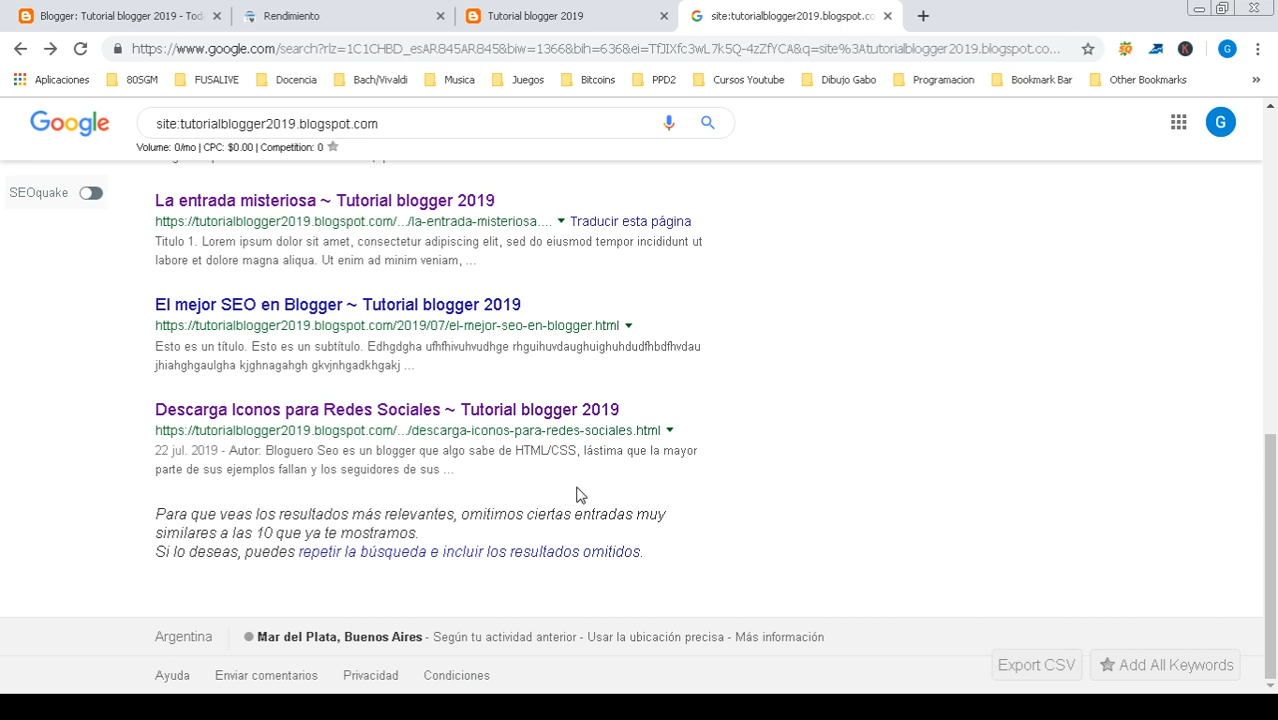 Blogger: Tutorial blogger 2019 - Tod
Rendimiento
Tutorial blogger 2019
site:tutorialblogger2019.blogspot.co
https://www.google.com/search?rlz=1C1CHBD_esAR845AR845&biw=1366&bih=636&ei=TfJIXfc3wL7k5Q-4zZfYCA&q=site%3Atutorialblogger2019.blogspot.co...
G
Aplicaciones
80SGM
FUSALIVE
Docencia
Bach/Vivaldi
Musica
Juegos
Bitcoins
PPD2
Cursos Youtube
Dibujo Gabo
Programacion
Bookmark Bar
Other Bookmarks
Google
site:tutorialblogger2019.blogspot.com
G
Volume: 0/mo | CPC: $0.00 | Competition: 0
SEOquake
La entrada misteriosa ~ Tutorial blogger 2019
https://tutorialblogger2019.blogspot.com/.../la-entrada-misteriosa.... Traducir esta página
Titulo 1. Lorem ipsum dolor sit amet, consectetur adipiscing elit, sed do eiusmod tempor incididunt ut
labore et dolore magna aliqua. Ut enim ad minim veniam, ...
El mejor SEO en Blogger ~ Tutorial blogger 2019
https://tutorialblogger2019.blogspot.com/2019/07/el-mejor-seo-en-blogger.html
Esto es un título. Esto es un subtítulo. Edhgdgha ufhfhivuhvudhge rhguihuvdaughuighuhdudfhbdfhvdau
jhiahghgaulgha kjghnagahgh gkvjnhgadkhgakj ...
Descarga Iconos para Redes Sociales ~ Tutorial blogger 2019
https://tutorialblogger2019.blogspot.com/.../descarga-iconos-para-redes-sociales.html
22 jul. 2019 - Autor: Bloguero Seo es un blogger que algo sabe de HTML/CSS, lástima que la mayor
parte de sus ejemplos fallan y los seguidores de sus ...
Para que veas los resultados más relevantes, omitimos ciertas entradas muy
similares a las 10 que ya te mostramos.
Si lo deseas, puedes repetir la búsqueda e incluir los resultados omitidos.
Argentina
Mar del Plata, Buenos Aires - Según tu actividad anterior - Usar la ubicación precisa - Más información
Export CSV
Add All Keywords
Ayuda
Enviar comentarios
Privacidad
Condiciones